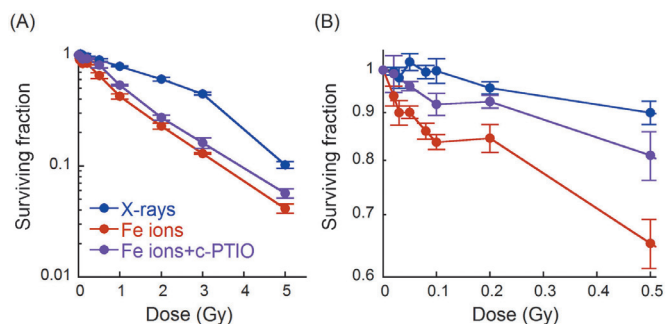 (A)
(B)
Surviving fraction
1
0.1
0.01
X-rays
Fe ions
Fe ions+c-PTIO
0 1 2 3 4 5
Dose (Gy)
Surviving fraction
1
0.9
0.8
0.7
0.6
0 0.1 0.2 0.3 0.4 0.5
Dose (Gy)